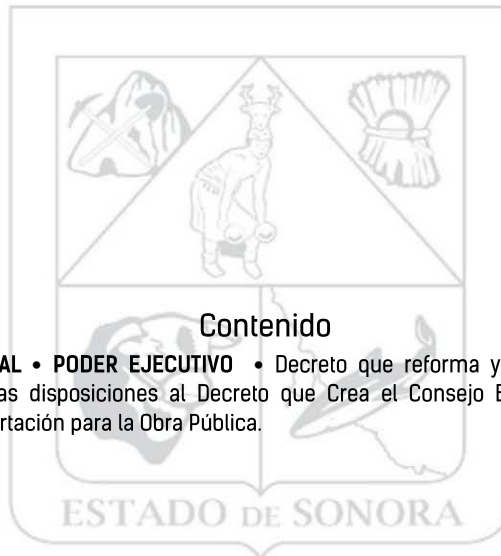 Contenido
AL • PODER EJECUTIVO • Decreto que reforma y
as disposiciones al Decreto que Crea el Consejo E
rtación para la Obra Pública.
ESTADO DE SONORA